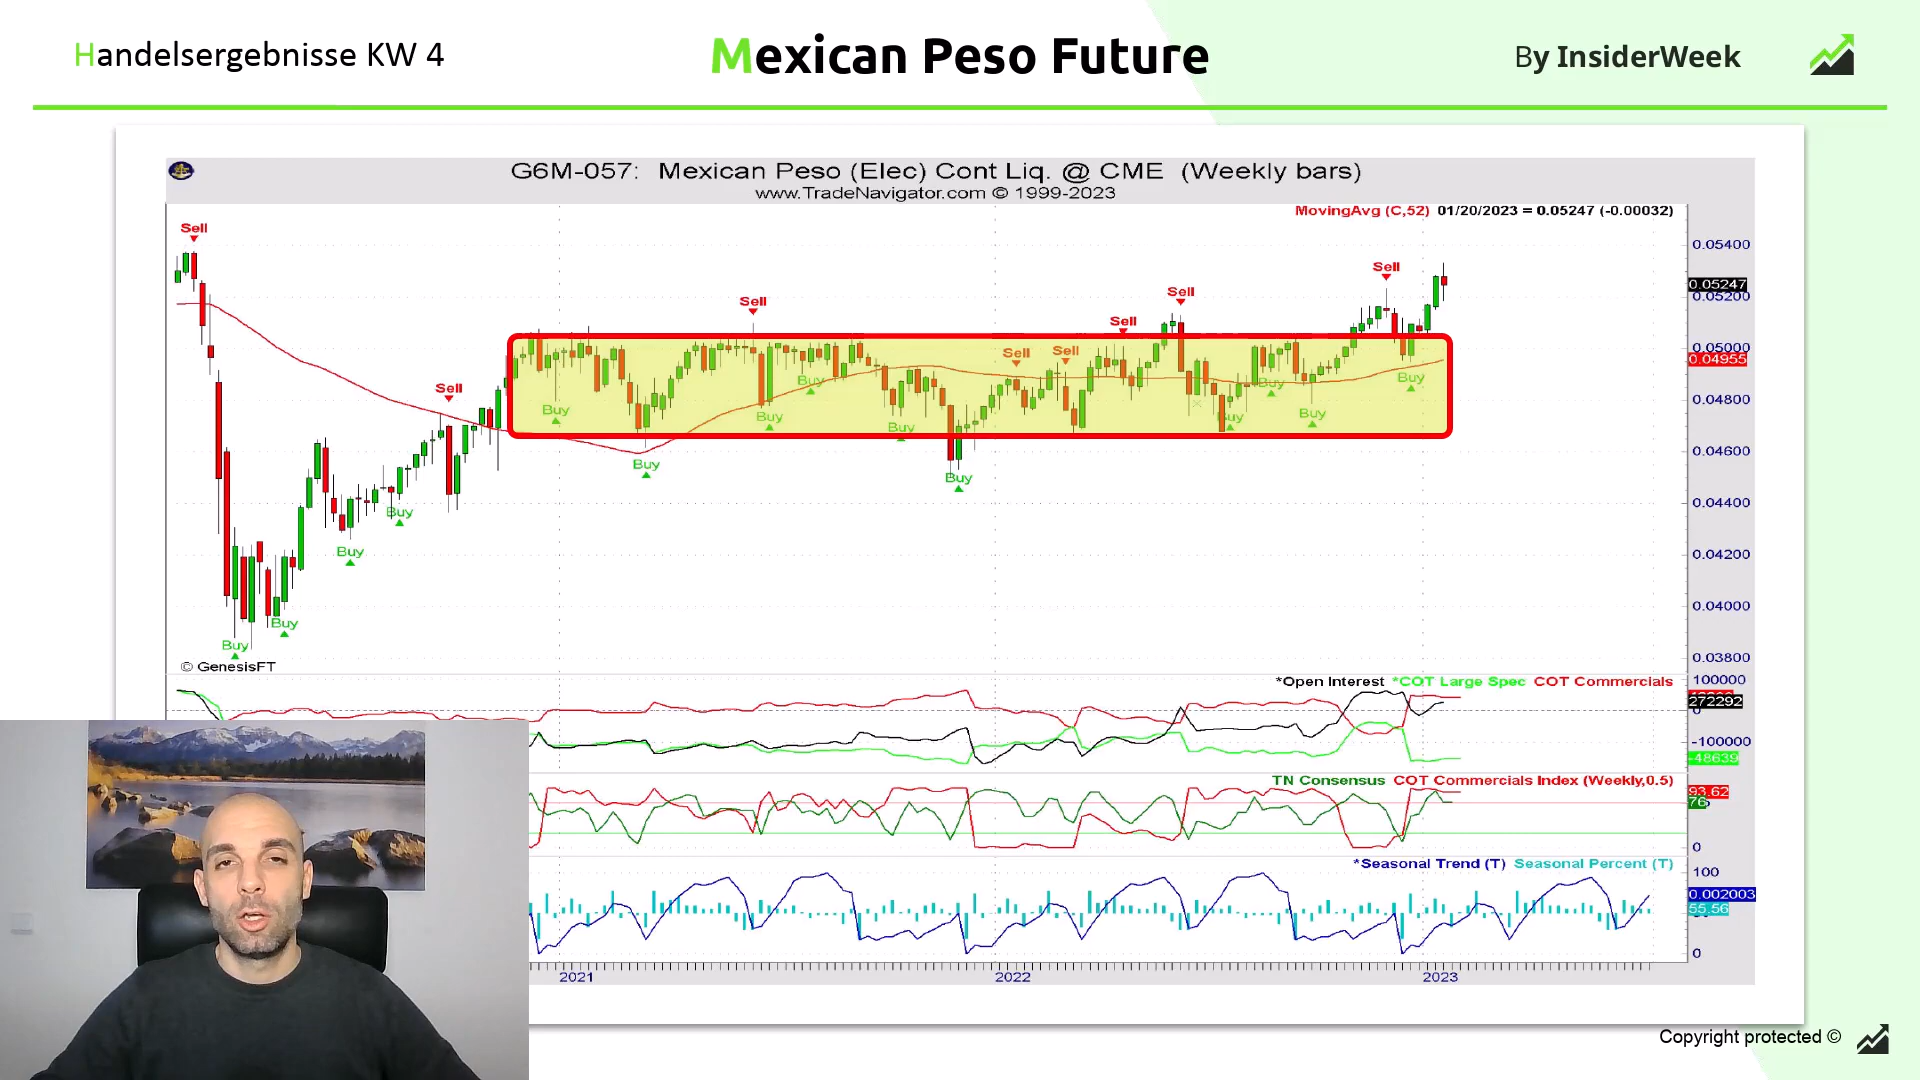 Handelsergebnisse KW 4
Mexican Peso Future
By InsiderWeek
G6M-057: Mexican Peso (Elec) Cont Liq. @ CME (Weekly bars)
www.TradeNavigator.com © 1999-2023
MovingAvg (C,52) 01/20/2023 = 0.05247 (-0.00032)
Sell
0.05400
Sell
Sell
0.05247
0.05200
Sell
Sell
0.05000
0.04955
Sell
Sell
Buy
Buy
Buy
Sell
0.04800
Buy
Buy
Buy
Buy
Buy
0.04600
Buy
Buy
0.04400
Buy
0.04200
Buy
0.04000
Buy
Buy
0.03800
© GenesisFT
*Open Interest *COT Large Spec COT Commercials
100000
272292
0
-100000
-48639
TN Consensus COT Commercials Index (Weekly,0.5)
93.62
76
0
*Seasonal Trend (T) Seasonal Percent (T)
100
0.002003
55.56
0
2021
2022
2023
Copyright protected ©